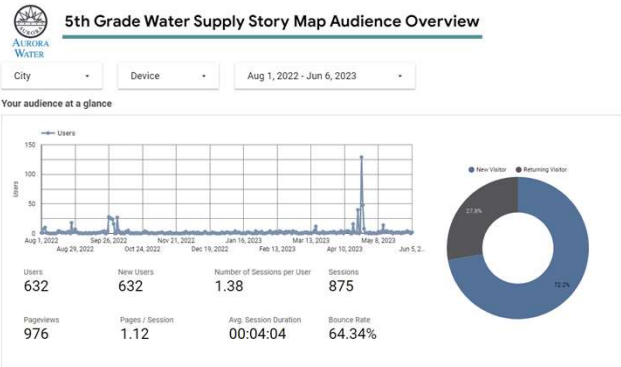 5th Grade Water Supply Story Map Audience Overview
AURORA
AURORA
WATER
City
Device
Aug 1, 2022 - Jun 6, 2023
Your audience at a glance
Users
150
100
50
0
Users
Aug 1, 2022
Sep 26, 2022
Nov 21, 2022
Jan 16, 2023
Mar 13, 2023
May 8, 2023
Aug 29, 2022
Oct 24, 2022
Dec 19, 2022
Feb 13, 2023
Apr 10, 2023
Jun 5, 2...
New Visitor
Returning Visitor
27.8%
72.2%
Users
New Users
Number of Sessions per User
Sessions
632
632
1.38
875
Pageviews
Pages / Session
Avg. Session Duration
Bounce Rate
976
1.12
00:04:04
64.34%